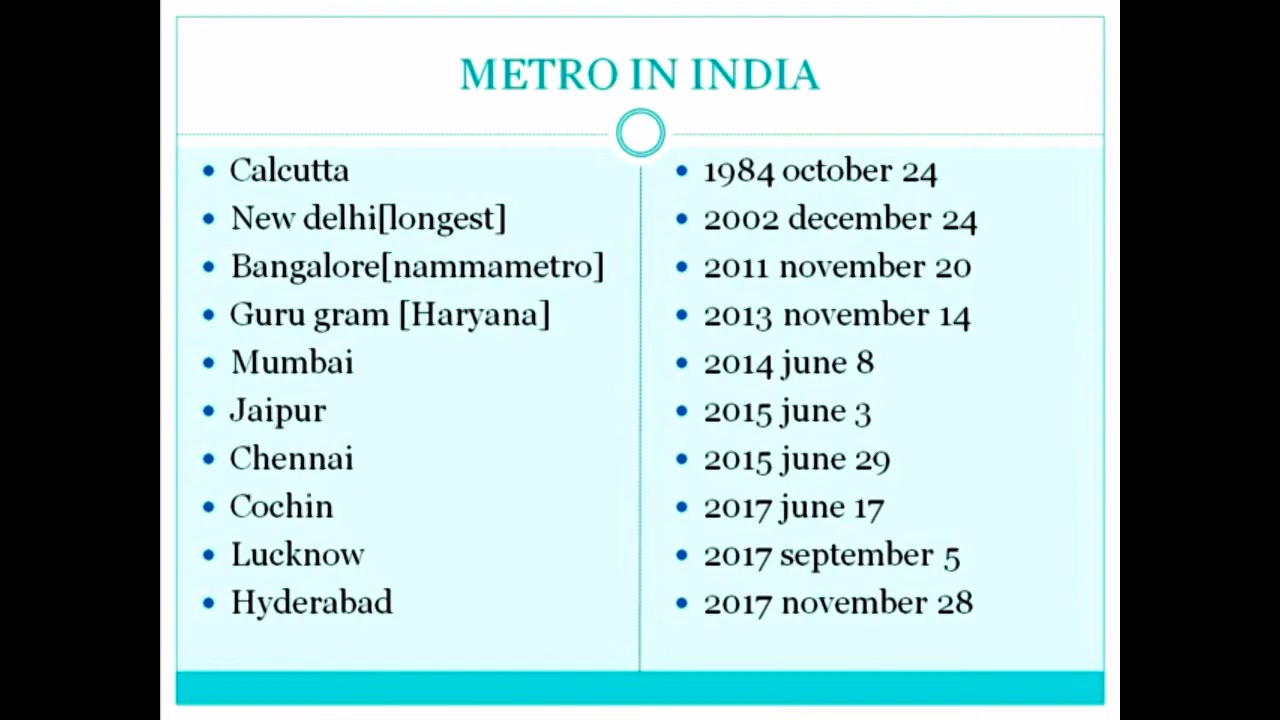 METRO IN INDIA
• Calcutta
• New delhi[longest]
• Bangalore[nammametro]
• Guru gram [Haryana]
• Mumbai
• Jaipur
• Chennai
• Cochin
• Lucknow
• Hyderabad
• 1984 october 24
• 2002 december 24
• 2011 november 20
• 2013 november 14
• 2014 june 8
• 2015 june 3
• 2015 june 29
• 2017 june 17
• 2017 september 5
• 2017 november 28